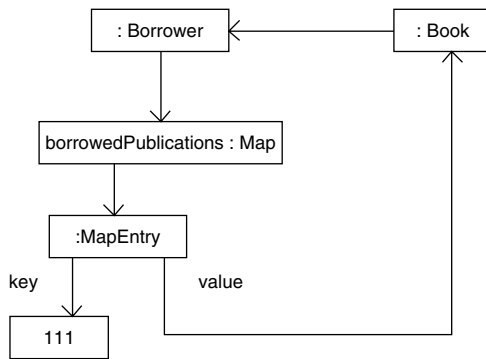 : Borrower
: Book
borrowedPublications : Map
:MapEntry
key
value
111